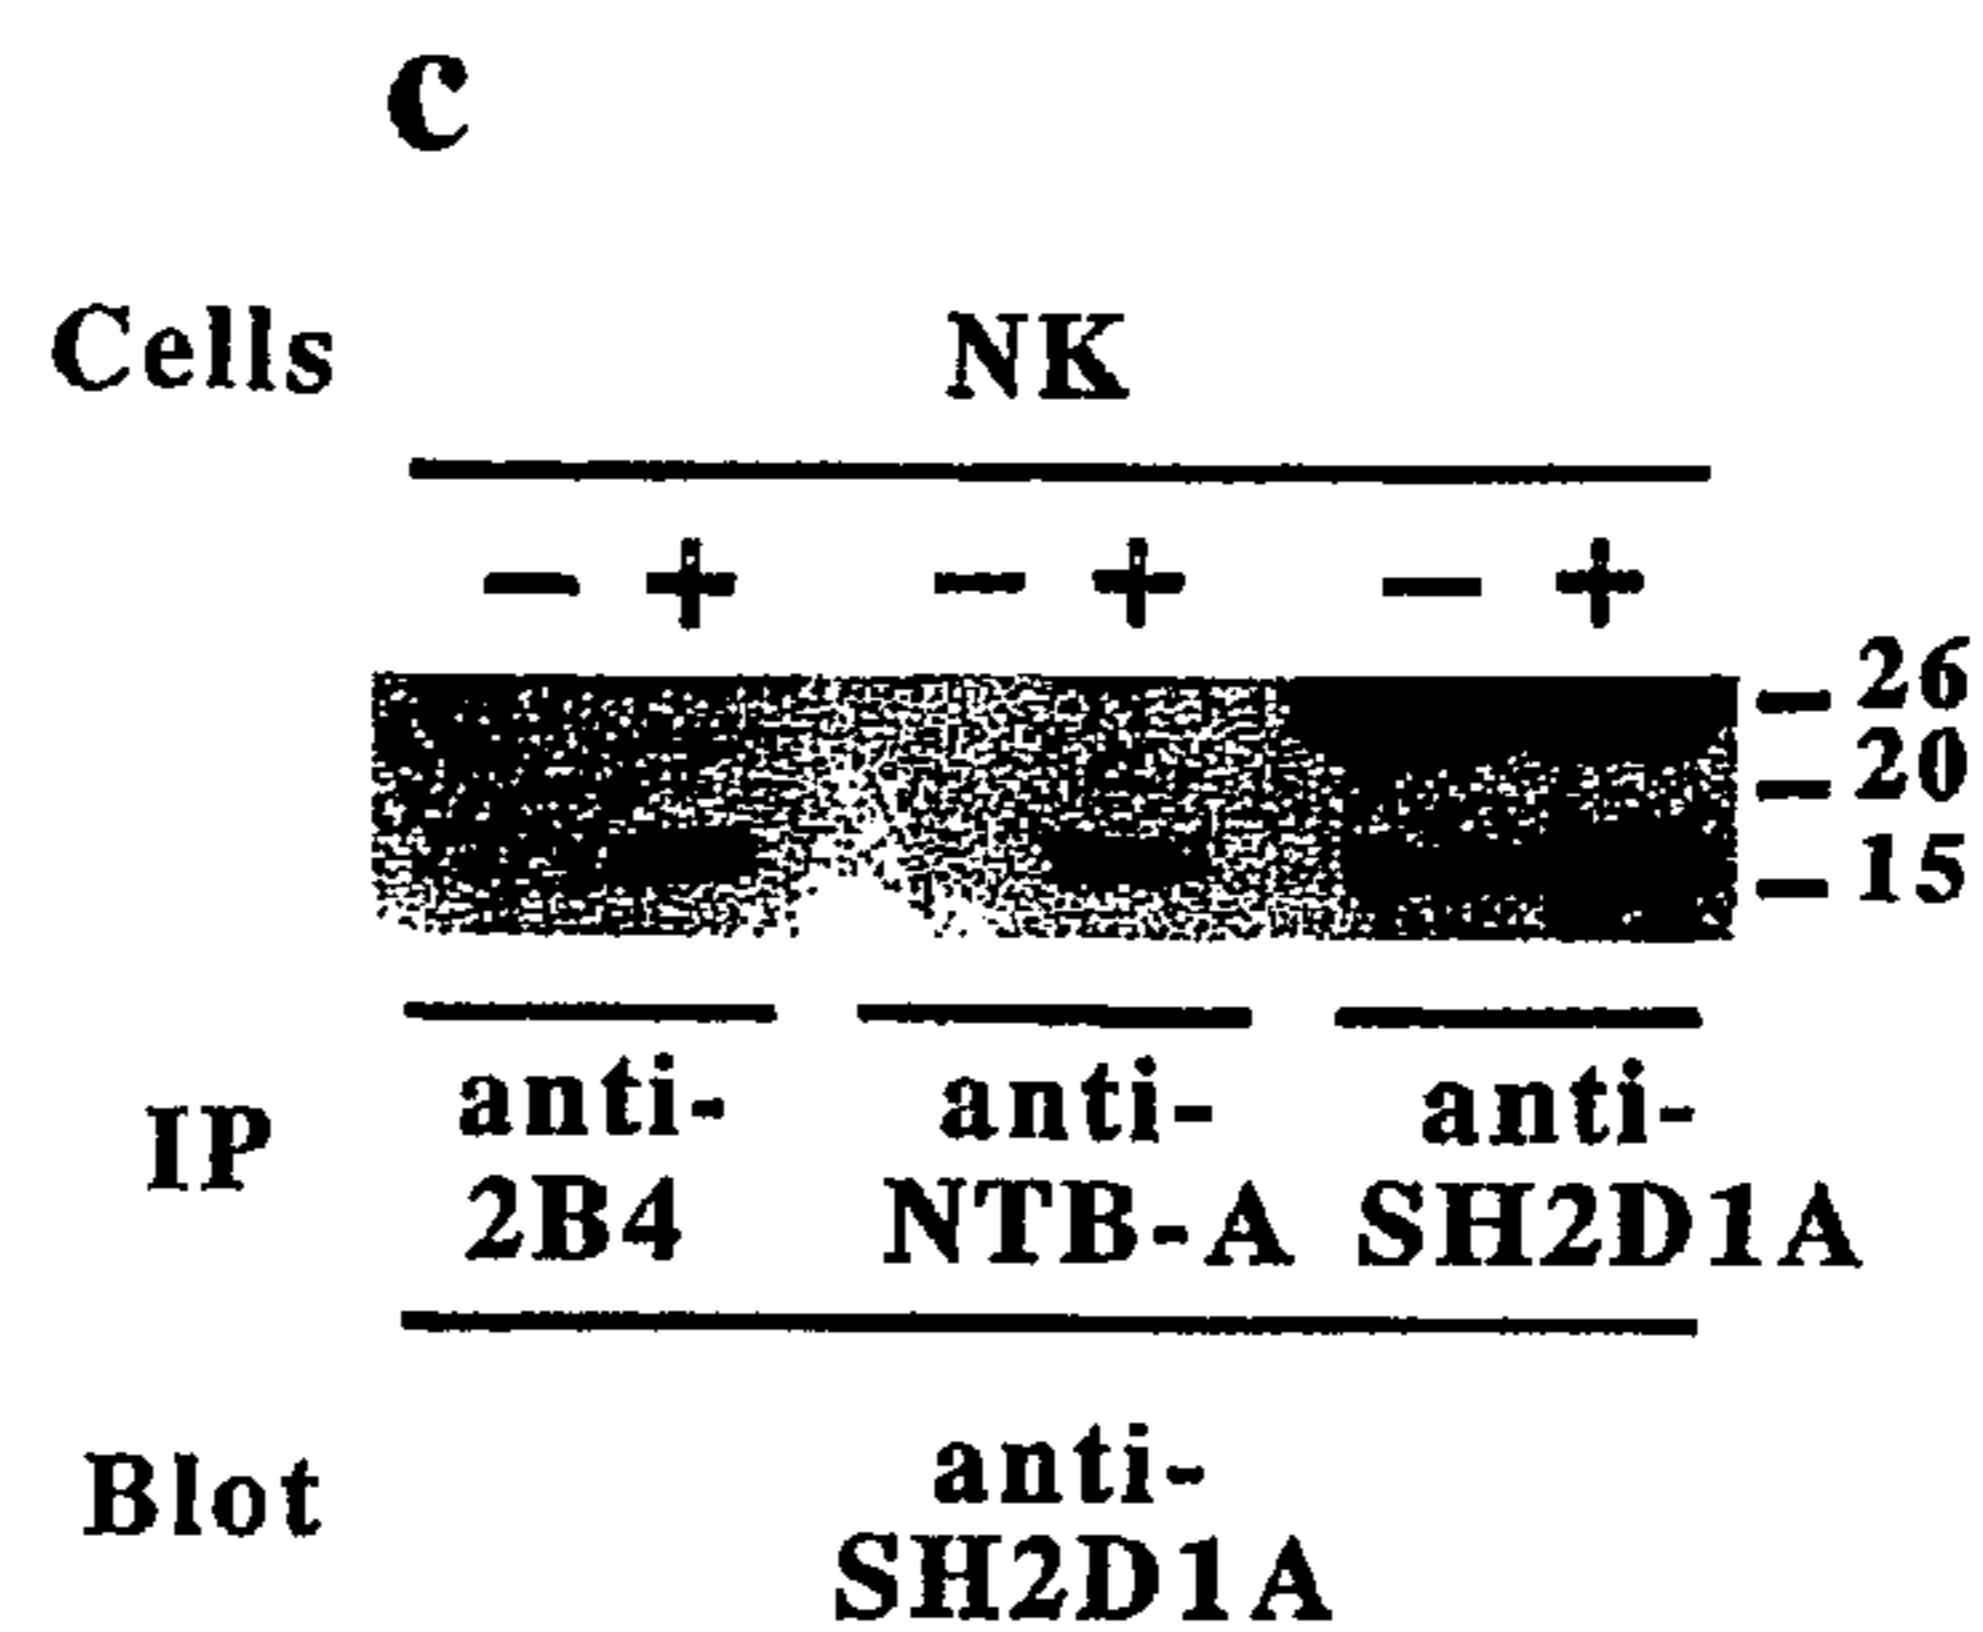 C
Cells NK
− + − + − +
26
20
15
IP anti-2B4 anti-NTB-A anti-SH2D1A
Blot anti-SH2D1A